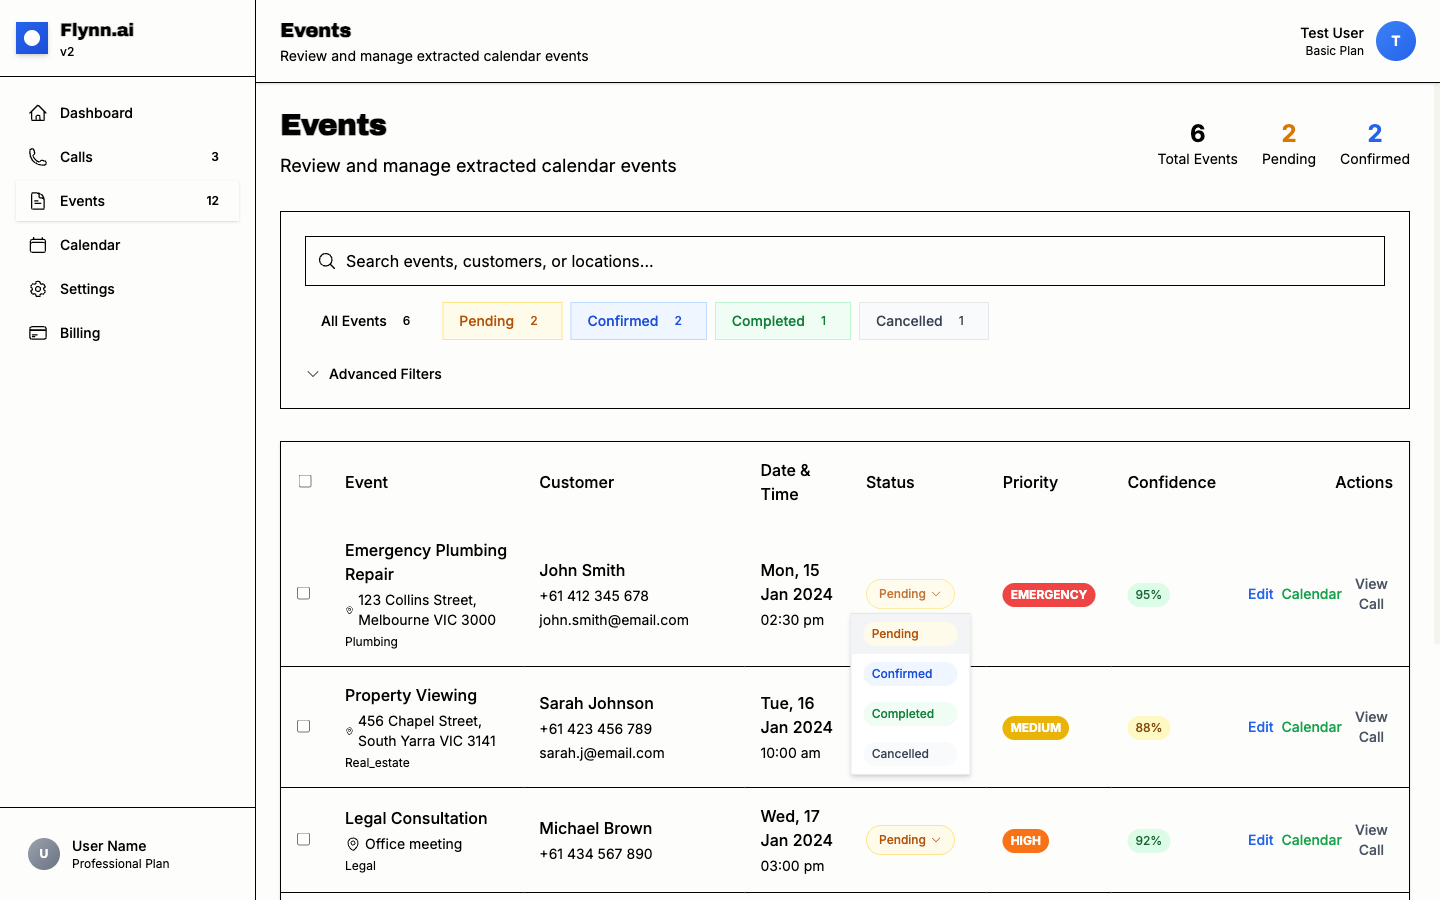 Flynn.ai
v2
Dashboard
Calls 3
Events 12
Calendar
Settings
Billing
U
User Name
Professional Plan
Events
Review and manage extracted calendar events
Test User
Basic Plan
T
Events
Review and manage extracted calendar events
6
Total Events
2
Pending
2
Confirmed
Search events, customers, or locations...
All Events 6 Pending 2 Confirmed 2 Completed 1 Cancelled 1
Advanced Filters
Event Customer Date &
Time Status Priority Confidence Actions
Emergency Plumbing
Repair
123 Collins Street,
Melbourne VIC 3000
Plumbing
John Smith
+61 412 345 678
john.smith@email.com
Mon, 15
Jan 2024
02:30 pm
Pending
EMERGENCY
95%
Edit Calendar View
Call
Pending
Confirmed
Completed
Cancelled
Property Viewing
456 Chapel Street,
South Yarra VIC 3141
Real_estate
Sarah Johnson
+61 423 456 789
sarah.j@email.com
Tue, 16
Jan 2024
10:00 am
MEDIUM
88%
Edit Calendar View
Call
Legal Consultation
Office meeting
Legal
Michael Brown
+61 434 567 890
Wed, 17
Jan 2024
03:00 pm
Pending
HIGH
92%
Edit Calendar View
Call